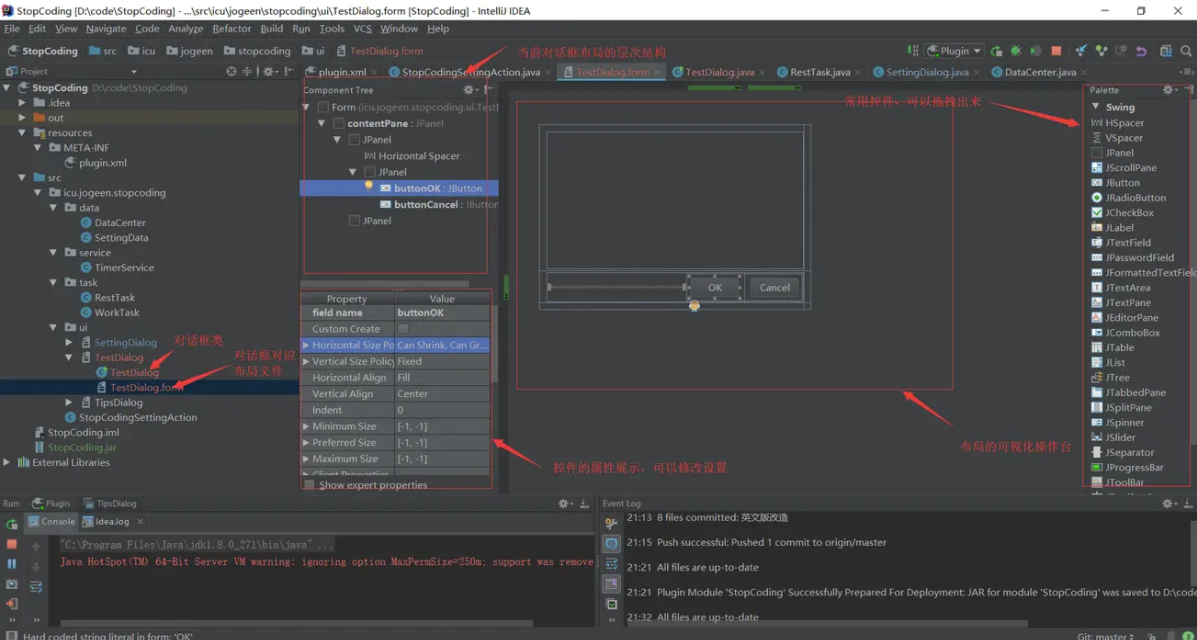 StopCoding [D:\code\StopCoding] - ...\src\icu\jogeen\stopcoding\ui\TestDialog.form [StopCoding] - IntelliJ IDEA
File Edit View Navigate Code Analyze Refactor Build Run Tools VCS Window Help
StopCoding src icu jogeen stopcoding ui TestDialog.form
Plugin
当前对话框布局的层次结构
Project
plugin.xml StopCodingSettingAction.java TestDialog.form TestDialog.java RestTask.java SettingDialog.java DataCenter.java
StopCoding D:\code\StopCoding
.idea
out
resources
META-INF
plugin.xml
src
icu.jogeen.stopcoding
data
DataCenter
SettingData
service
TimerService
task
RestTask
WorkTask
ui
SettingDialog
TestDialog
TestDialog
TestDialog.form
TipsDialog
StopCodingSettingAction
StopCoding.iml
StopCoding.jar
External Libraries
对话框类
对话框对应
布局文件
Component Tree
Form (icu.jogeen.stopcoding.ui.TestI
contentPane : JPanel
JPanel
Horizontal Spacer
JPanel
buttonOK : JButton
buttonCancel : JButton
JPanel
Property Value
field name buttonOK
Custom Create
Horizontal Size Po Can Shrink, Can Gr...
Vertical Size Policy Fixed
Horizontal Align Fill
Vertical Align Center
Indent 0
Minimum Size [-1, -1]
Preferred Size [-1, -1]
Maximum Size [-1, -1]
Client Properties
Show expert properties
OK Cancel
常用控件，可以拖拽出来
布局的可视化操作台
控件的属性展示，可以修改设置
Palette
Swing
HSpacer
VSpacer
JPanel
JScrollPane
JButton
JRadioButton
JCheckBox
JLabel
JTextField
JPasswordField
JFormattedTextField
JTextArea
JTextPane
JEditorPane
JComboBox
JTable
JList
JTree
JTabbedPane
JSplitPane
JSpinner
JSlider
JSeparator
JProgressBar
JToolBar
Run: Plugin TipsDialog
Console idea.log
"C:\Program Files\Java\jdk1.8.0_271\bin\java" ...
Java HotSpot(TM) 64-Bit Server VM warning: ignoring option MaxPermSize=250m; support was remove
Event Log
21:13 8 files committed: 英文版改造
21:15 Push successful: Pushed 1 commit to origin/master
21:21 All files are up-to-date
21:21 Plugin Module 'StopCoding' Successfully Prepared For Deployment: JAR for module 'StopCoding' was saved to D:\code
21:32 All files are up-to-date
Hard coded string literal in form: 'OK'
Git: master